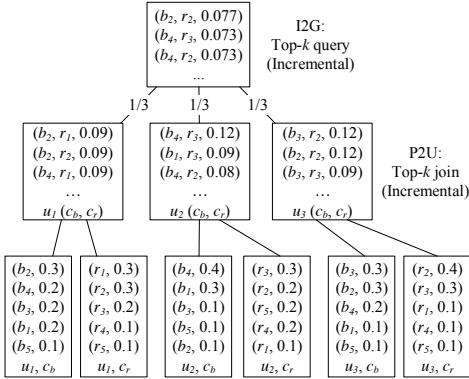 (b2, r2, 0.077)
(b4, r3, 0.073)
(b4, r2, 0.073)
...
I2G:
Top-k query
(Incremental)
1/3 1/3 1/3
(b2, r1, 0.09)
(b2, r2, 0.09)
(b4, r1, 0.09)
...
u1 (cb, cr)
(b4, r3, 0.12)
(b1, r3, 0.09)
(b4, r2, 0.08)
...
u2 (cb, cr)
(b3, r2, 0.12)
(b2, r2, 0.12)
(b3, r3, 0.09)
...
u3 (cb, cr)
P2U:
Top-k join
(Incremental)
(b2, 0.3)
(b4, 0.2)
(b3, 0.2)
(b1, 0.2)
(b5, 0.1)
u1, cb
(r1, 0.3)
(r2, 0.3)
(r3, 0.2)
(r4, 0.1)
(r5, 0.1)
u1, cr
(b4, 0.4)
(b1, 0.3)
(b3, 0.1)
(b5, 0.1)
(b2, 0.1)
u2, cb
(r3, 0.3)
(r2, 0.2)
(r5, 0.2)
(r4, 0.2)
(r1, 0.1)
u2, cr
(b3, 0.3)
(b2, 0.3)
(b4, 0.2)
(b1, 0.1)
(b5, 0.1)
u3, cb
(r2, 0.4)
(r3, 0.3)
(r1, 0.1)
(r4, 0.1)
(r5, 0.1)
u3, cr